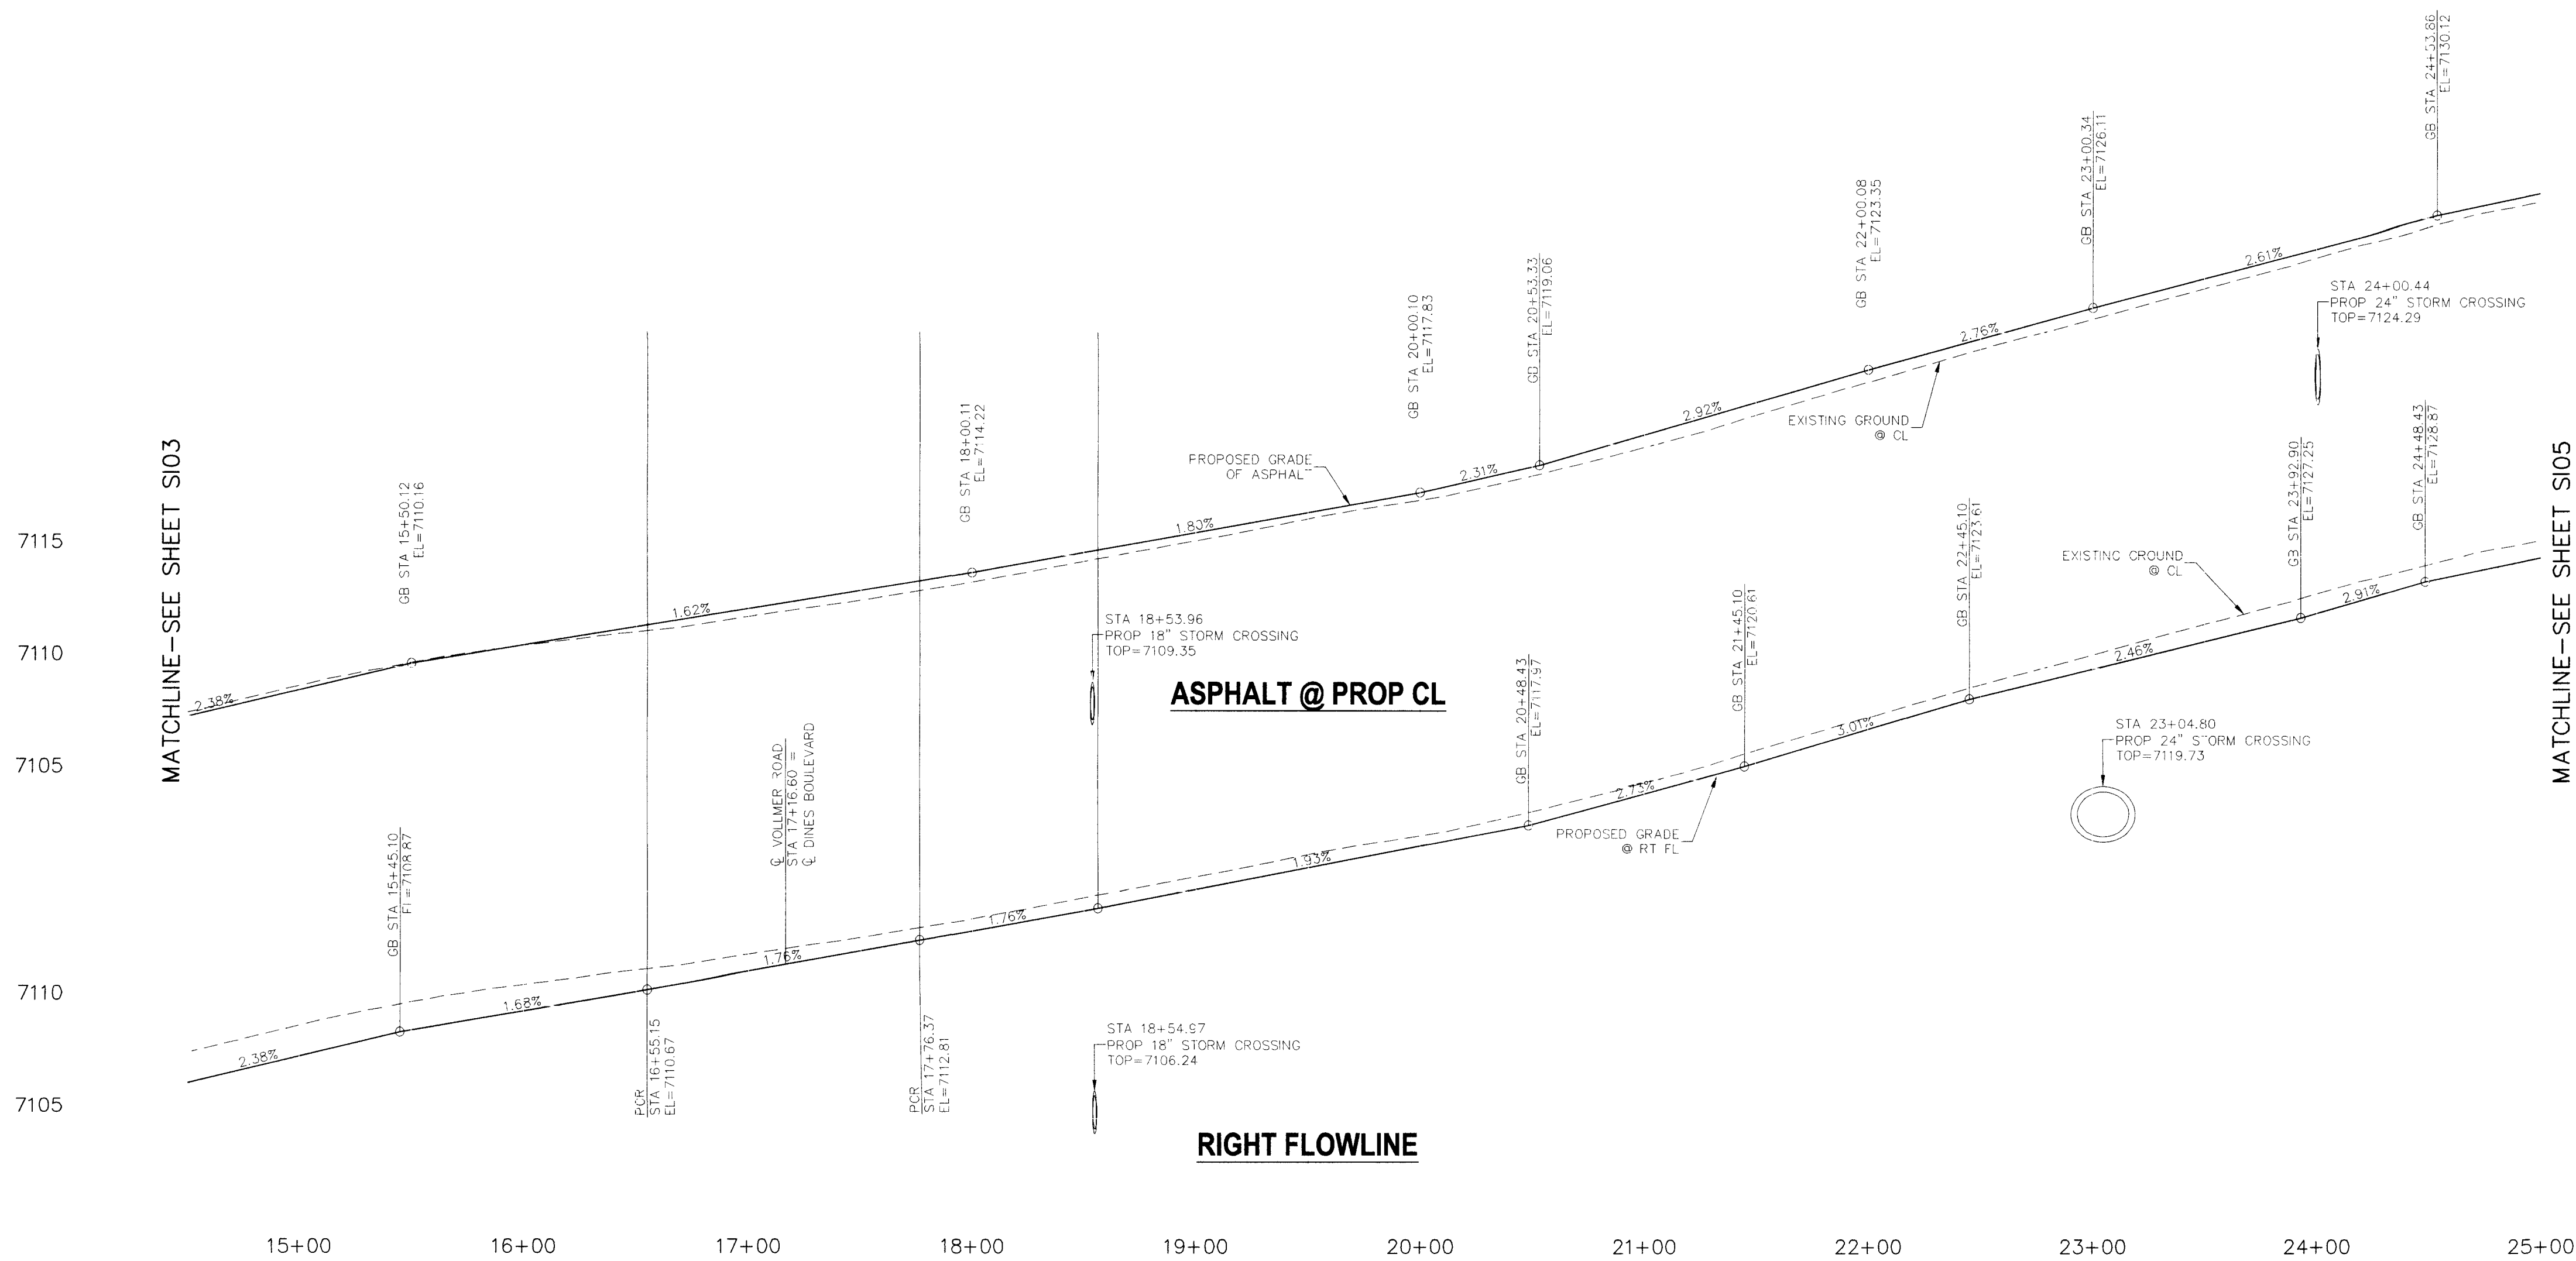 GB STA 24+53.66
EL=7130.12
GB STA 23+00.34
EL=7126.11
GB STA 22+00.08
EL=7123.35
GB STA 20+53.33
EL=7119.06
GB STA 20+00.10
EL=7117.83
GB STA 18+00.11
EL=7114.22
GB STA 15+50.12
EL=7110.16
2.38%
1.62%
1.80%
2.31%
2.92%
2.76%
2.61%
PROPOSED GRADE
OF ASPHALT
EXISTING GROUND
@ CL
STA 24+00.44
PROP 24" STORM CROSSING
TOP=7124.29
STA 18+53.96
PROP 18" STORM CROSSING
TOP=7109.35
ASPHALT @ PROP CL
MATCHLINE-SEE SHEET SI03
MATCHLINE-SEE SHEET SI05
7115
7110
7105
GB STA 24+48.43
EL=7128.87
GB STA 23+92.90
EL=7127.25
GB STA 22+45.10
EL=7123.61
GB STA 21+45.10
EL=7120.61
GB STA 20+48.43
EL=7117.97
EXISTING GROUND
@ CL
PROPOSED GRADE
@ RT FL
STA 23+04.80
PROP 24" STORM CROSSING
TOP=7119.73
℄ VOLLMER ROAD
STA 17+16.60 =
℄ DINES BOULEVARD
GB STA 15+45.10
EL=7108.87
2.38%
1.68%
1.76%
1.76%
1.93%
2.73%
3.01%
2.46%
2.91%
7110
7105
PCR
STA 16+55.15
EL=7110.67
PCR
STA 17+76.37
EL=7112.81
STA 18+54.97
PROP 18" STORM CROSSING
TOP=7106.24
RIGHT FLOWLINE
15+00
16+00
17+00
18+00
19+00
20+00
21+00
22+00
23+00
24+00
25+00